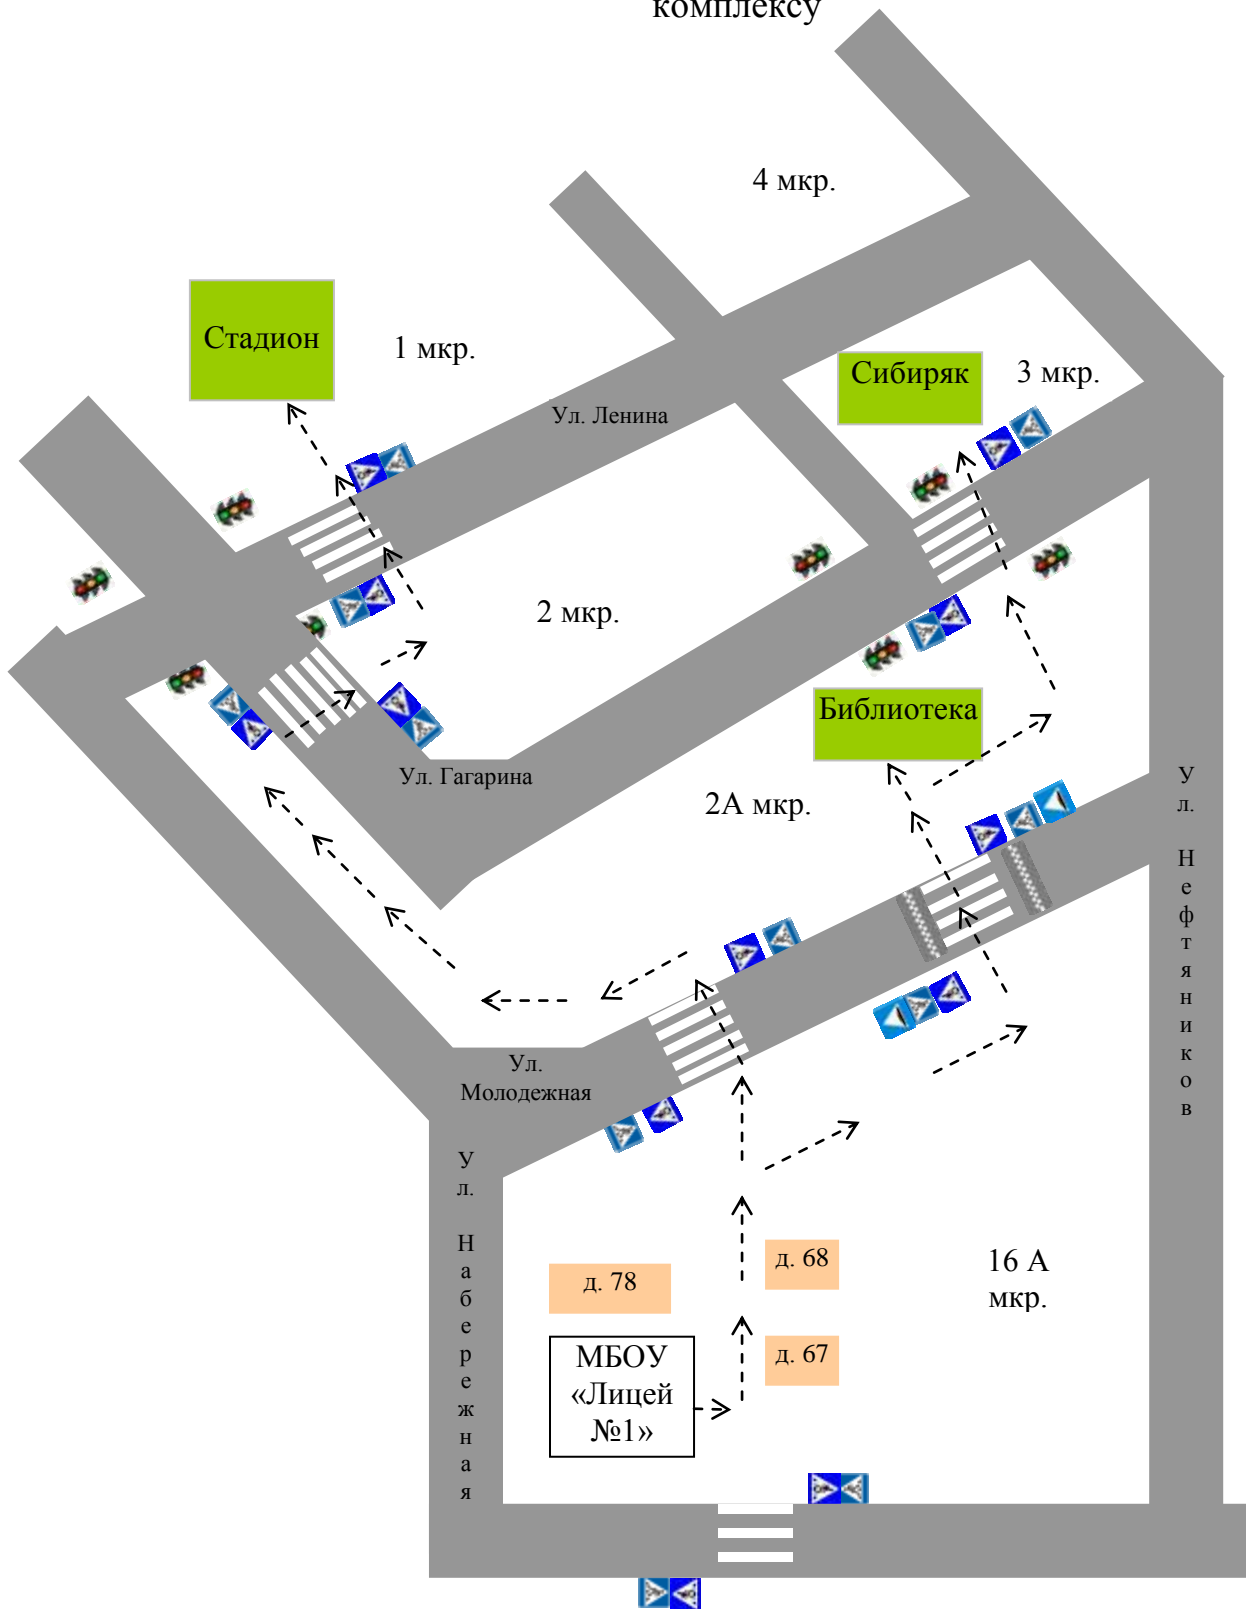 комплексу
4 мкр.
Стадион
1 мкр.
Сибиряк
3 мкр.
Ул. Ленина
2 мкр.
Библиотека
Ул. Гагарина
2А мкр.
Ул. Нефтяников
Ул.
Молодежная
Ул. Набережная
д. 68
16 А
мкр.
д. 78
МБОУ
«Лицей
№1»
д. 67